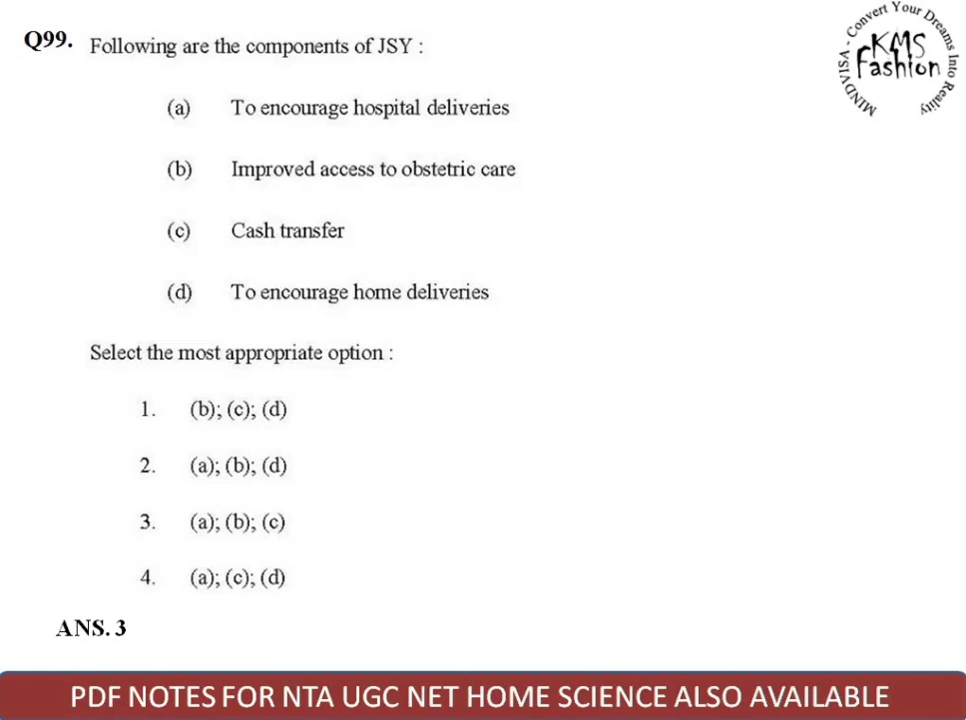 Q99. Following are the components of JSY :
MINDVISA - Convert Your Dreams Into Reality
KMS
Fashion
(a) To encourage hospital deliveries
(b) Improved access to obstetric care
(c) Cash transfer
(d) To encourage home deliveries
Select the most appropriate option :
1. (b); (c); (d)
2. (a); (b); (d)
3. (a); (b); (c)
4. (a); (c); (d)
ANS. 3
PDF NOTES FOR NTA UGC NET HOME SCIENCE ALSO AVAILABLE